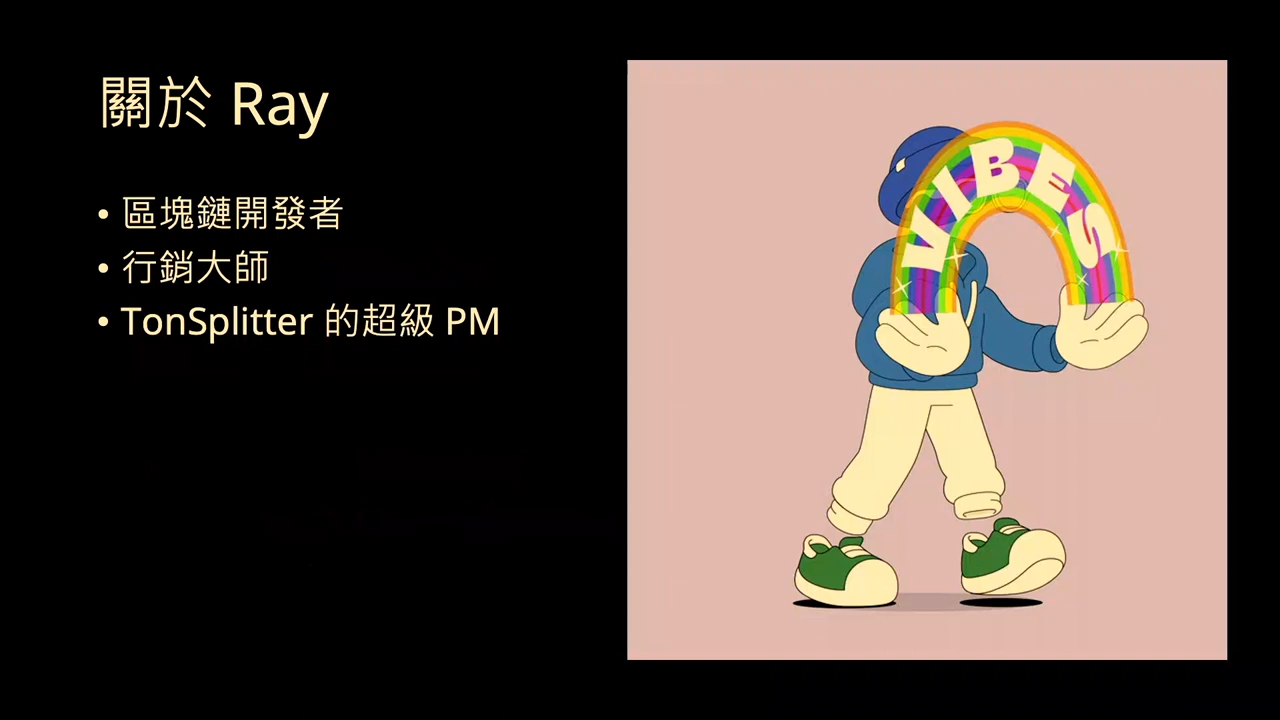 關於 Ray
• 區塊鏈開發者
• 行銷大師
• TonSplitter 的超級 PM
VIBES